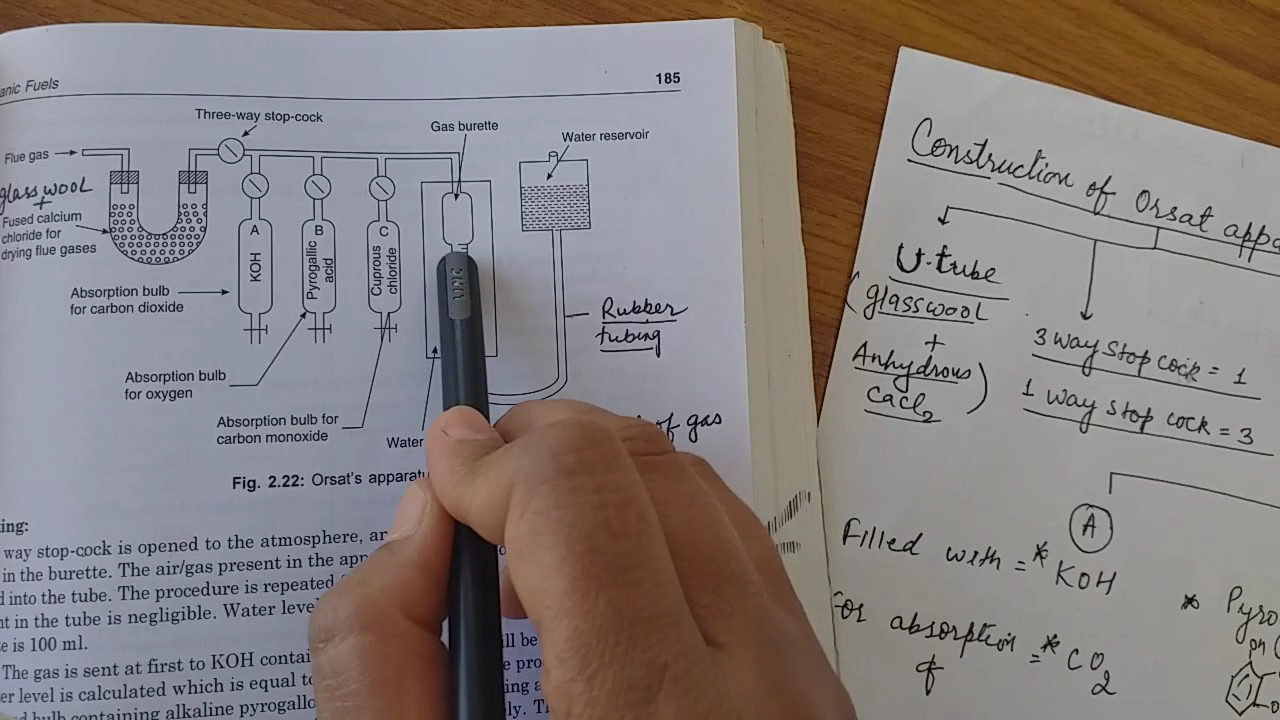 anic Fuels
185
Three-way stop-cock
Gas burette
Water reservoir
Flue gas
glass wool
+
Fused calcium
chloride for
drying flue gases
A
KOH
B
Pyrogallic
acid
C
Cuprous
chloride
Absorption bulb
for carbon dioxide
Rubber
tubing
Absorption bulb
for oxygen
Absorption bulb for
carbon monoxide
Water
of gas
Fig. 2.22: Orsat's apparatu
ing:
way stop-cock is opened to the atmosphere, ar
in the burette. The air/gas present in the app
d into the tube. The procedure is repeated
nt in the tube is negligible. Water leve
e is 100 ml.
will be
The gas is sent at first to KOH contai
e pro
er level is calculated which is equal to
ing a
d bulb containing alkaline pyrogallo
ly. T
Construction of Orsat appa
U-tube
(glasswool
+
Anhydrous
CaCl2)
3 way stop cock = 1
1 way stop cock = 3
A
Filled with = * KOH
* Pyro
For absorption = * CO2
of